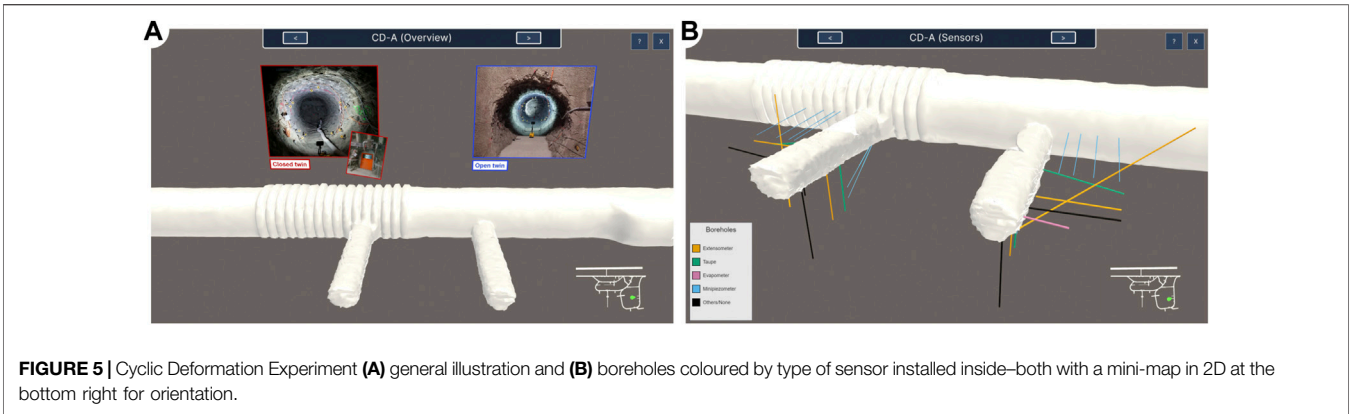 A
< CD-A (Overview) >
? X
Closed twin
Open twin
B
< CD-A (Sensors) >
? X
Boreholes
Extensometer
Taupe
Evapometer
Minipiezometer
Others/None
FIGURE 5 | Cyclic Deformation Experiment (A) general illustration and (B) boreholes coloured by type of sensor installed inside–both with a mini-map in 2D at the
bottom right for orientation.